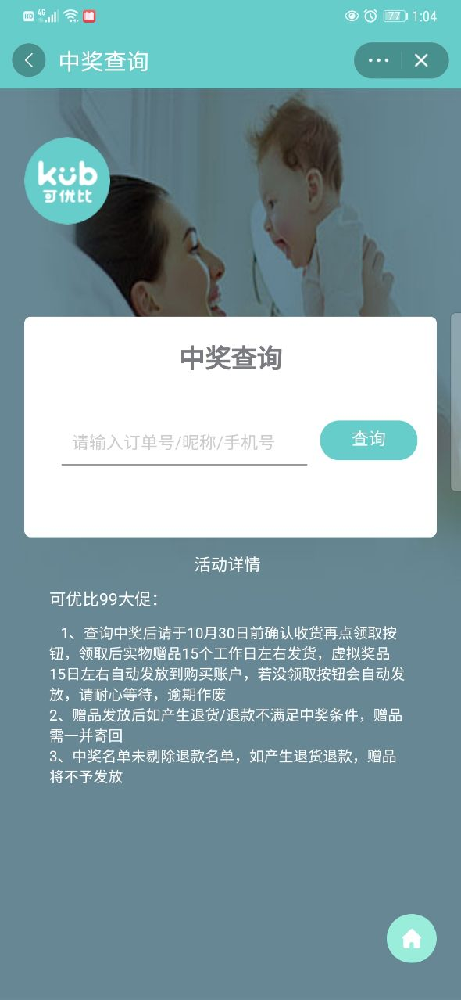 HD 4G 77 1:04
中奖查询
kub
可优比
中奖查询
请输入订单号/昵称/手机号
查询
活动详情
可优比99大促：
1、查询中奖后请于10月30日前确认收货再点领取按
钮，领取后实物赠品15个工作日左右发货，虚拟奖品
15日左右自动发放到购买账户，若没领取按钮会自动发
放，请耐心等待，逾期作废
2、赠品发放后如产生退货/退款不满足中奖条件，赠品
需一并寄回
3、中奖名单未剔除退款名单，如产生退货退款，赠品
将不予发放